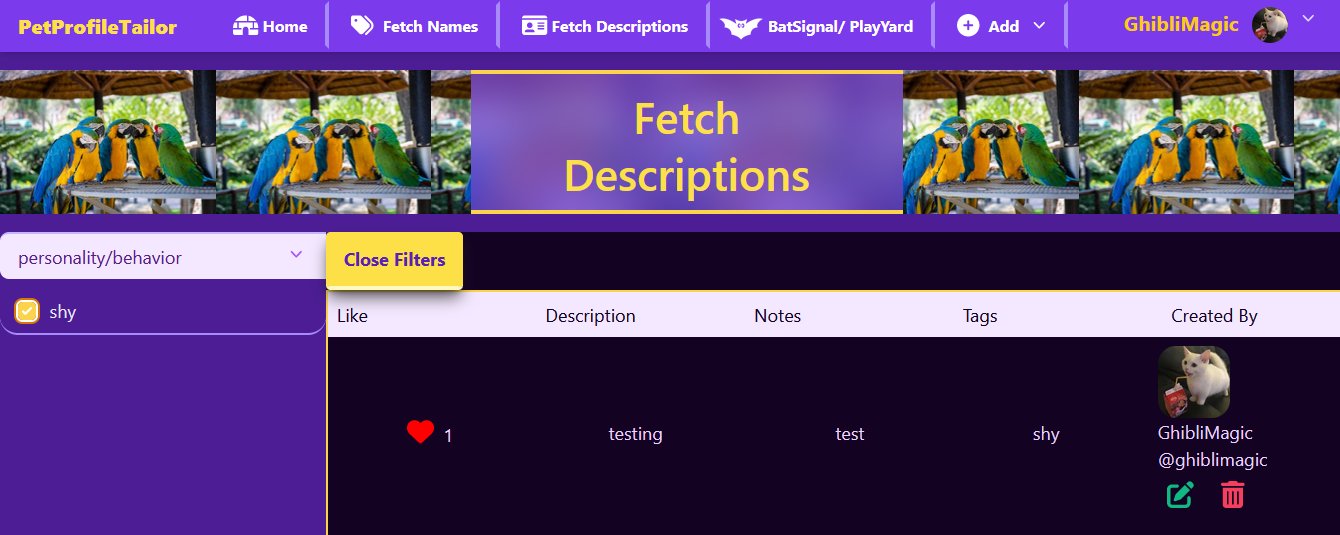 PetProfileTailor
Home
Fetch Names
Fetch Descriptions
BatSignal/ PlayYard
Add
GhibliMagic
Fetch
Descriptions
personality/behavior
Close Filters
shy
Like
Description
Notes
Tags
Created By
1
testing
test
shy
GhibliMagic
@ghiblimagic